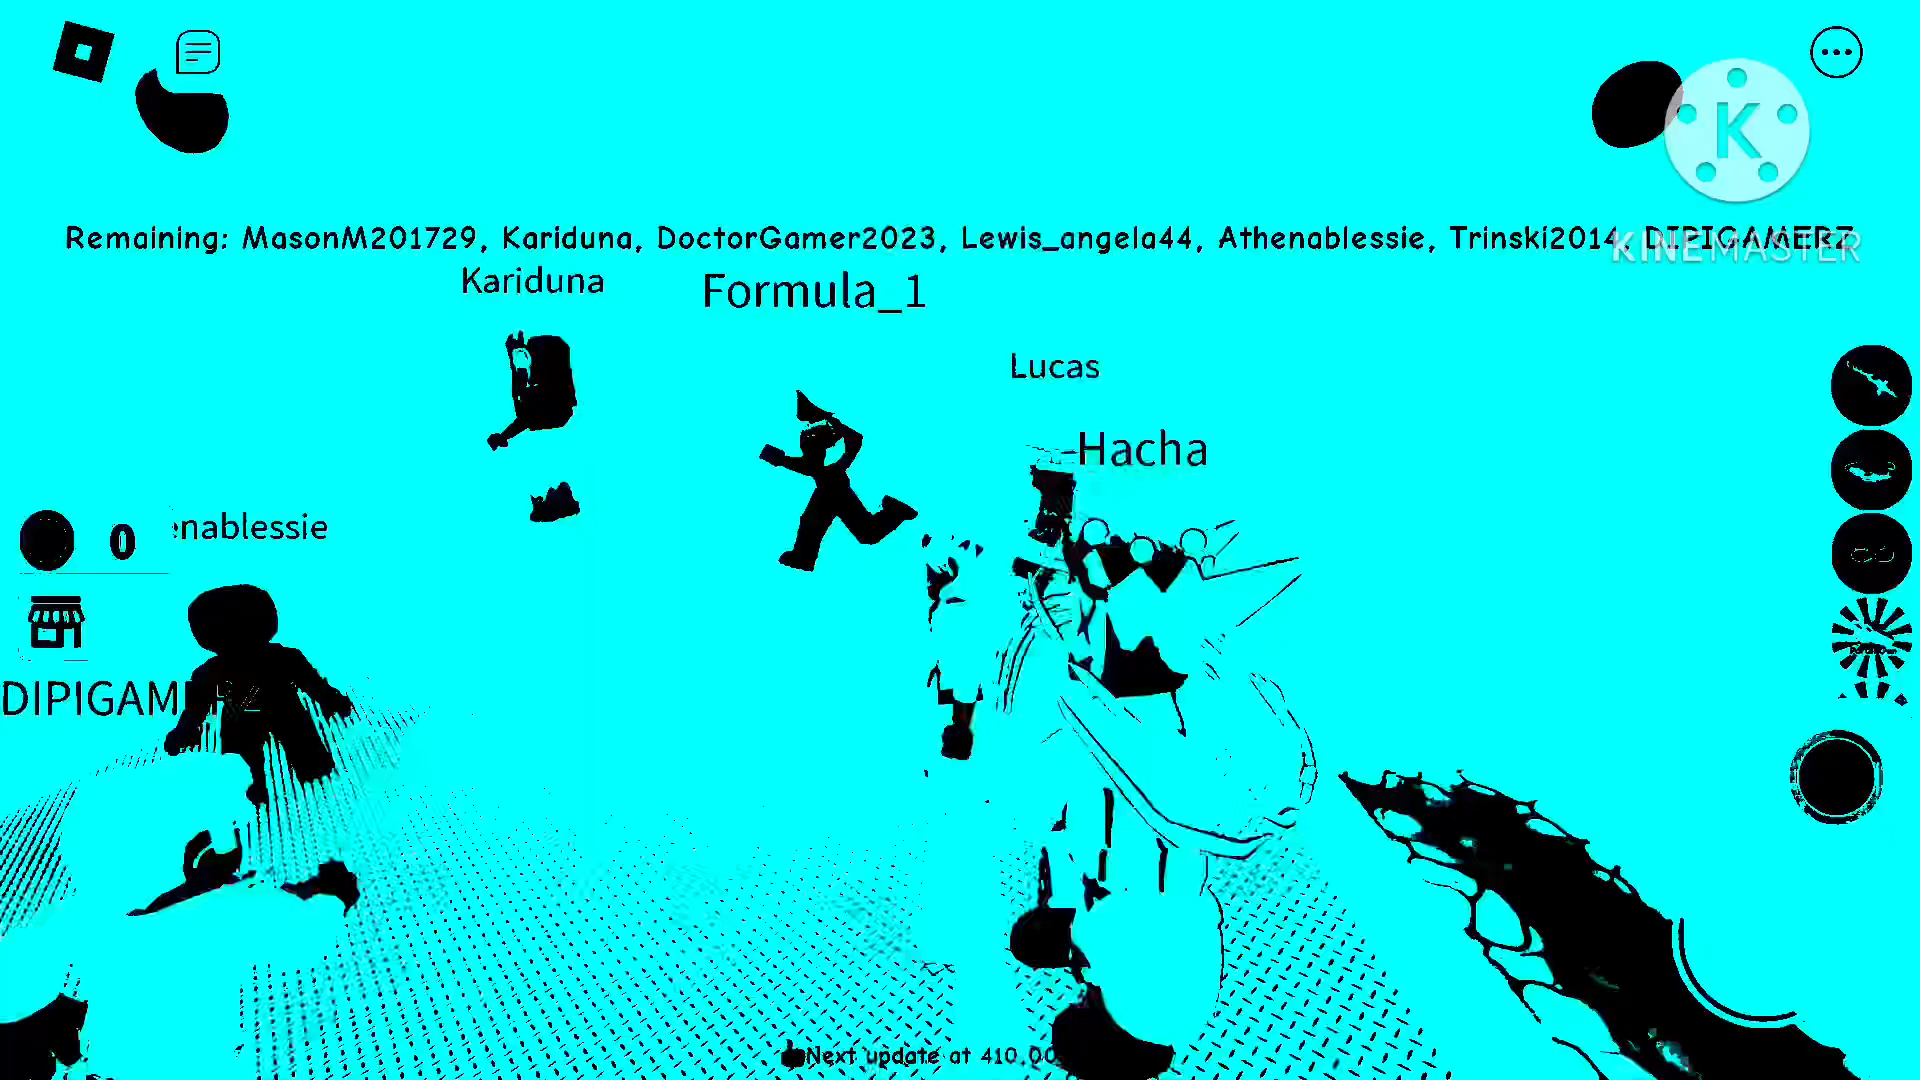 K
Remaining: MasonM201729, Kariduna, DoctorGamer2023, Lewis_angela44, Athenablessie, Trinski2014, DIPIGAMERZ
KINEMASTER
Kariduna
Formula_1
Lucas
Hacha
enablessie
0
DIPIGAMERZ
Next update at 410,00